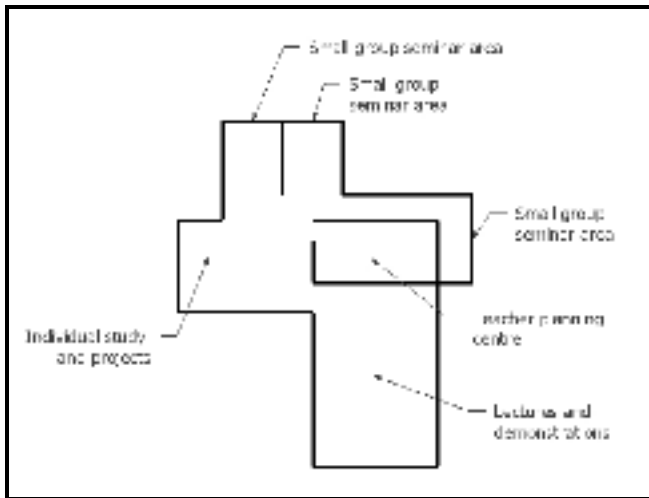 Small group seminar area
Small group
seminar area
Small group
seminar area
Teacher planning
centre
Individual study
and projects
Lectures and
demonstrations